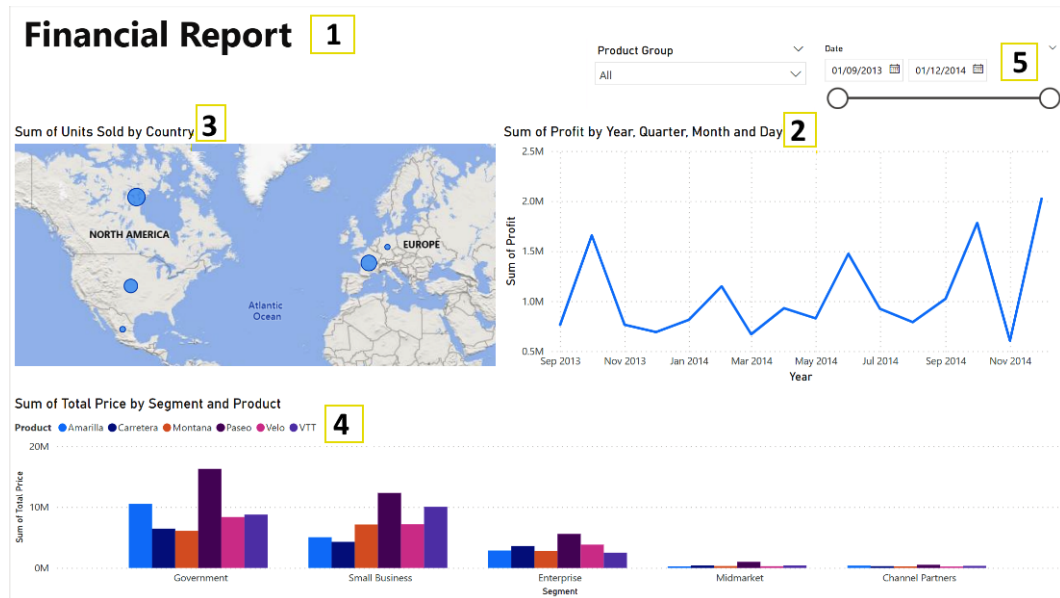 Financial Report
1
Product Group
All
Date
01/09/2013
01/12/2014
5
Sum of Units Sold by Country
3
NORTH AMERICA
EUROPE
Atlantic
Ocean
Sum of Profit by Year, Quarter, Month and Day
2
2.5M
2.0M
1.5M
1.0M
0.5M
Sum of Profit
Sep 2013
Nov 2013
Jan 2014
Mar 2014
May 2014
Jul 2014
Sep 2014
Nov 2014
Year
Sum of Total Price by Segment and Product
Product Amarilla Carretera Montana Paseo Velo VTT
4
20M
10M
0M
Sum of Total Price
Government
Small Business
Enterprise
Midmarket
Channel Partners
Segment